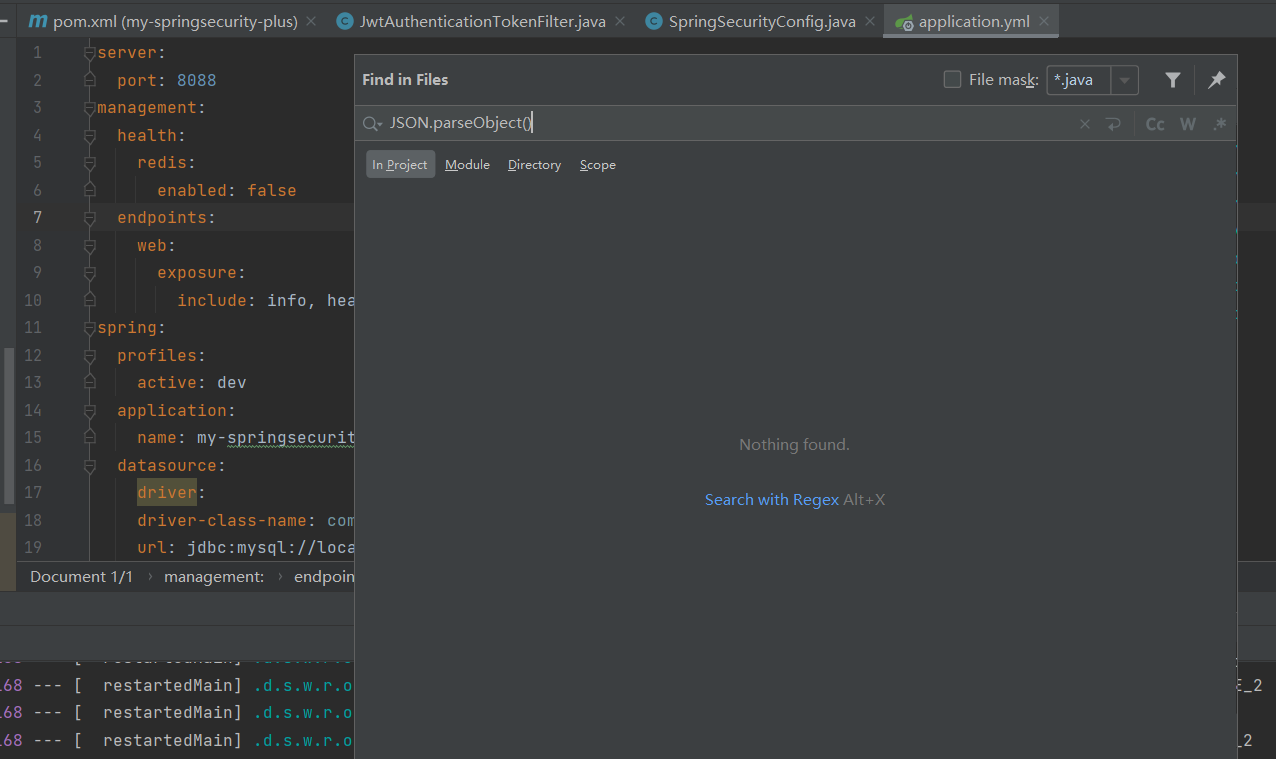 pom.xml (my-springsecurity-plus) JwtAuthenticationTokenFilter.java SpringSecurityConfig.java application.yml
Find in Files File mask: *.java
JSON.parseObject() Cc W .*
In Project Module Directory Scope
Nothing found.
Search with Regex Alt+X
1 server:
2 port: 8088
3 management:
4 health:
5 redis:
6 enabled: false
7 endpoints:
8 web:
9 exposure:
10 include: info, hea
11 spring:
12 profiles:
13 active: dev
14 application:
15 name: my-springsecurit
16 datasource:
17 driver:
18 driver-class-name: com
19 url: jdbc:mysql://loca
Document 1/1 › management: › endpoin
168 --- [ restartedMain] .d.s.w.r.o E_2
168 --- [ restartedMain] .d.s.w.r.o
168 --- [ restartedMain] .d.s.w.r.o _2